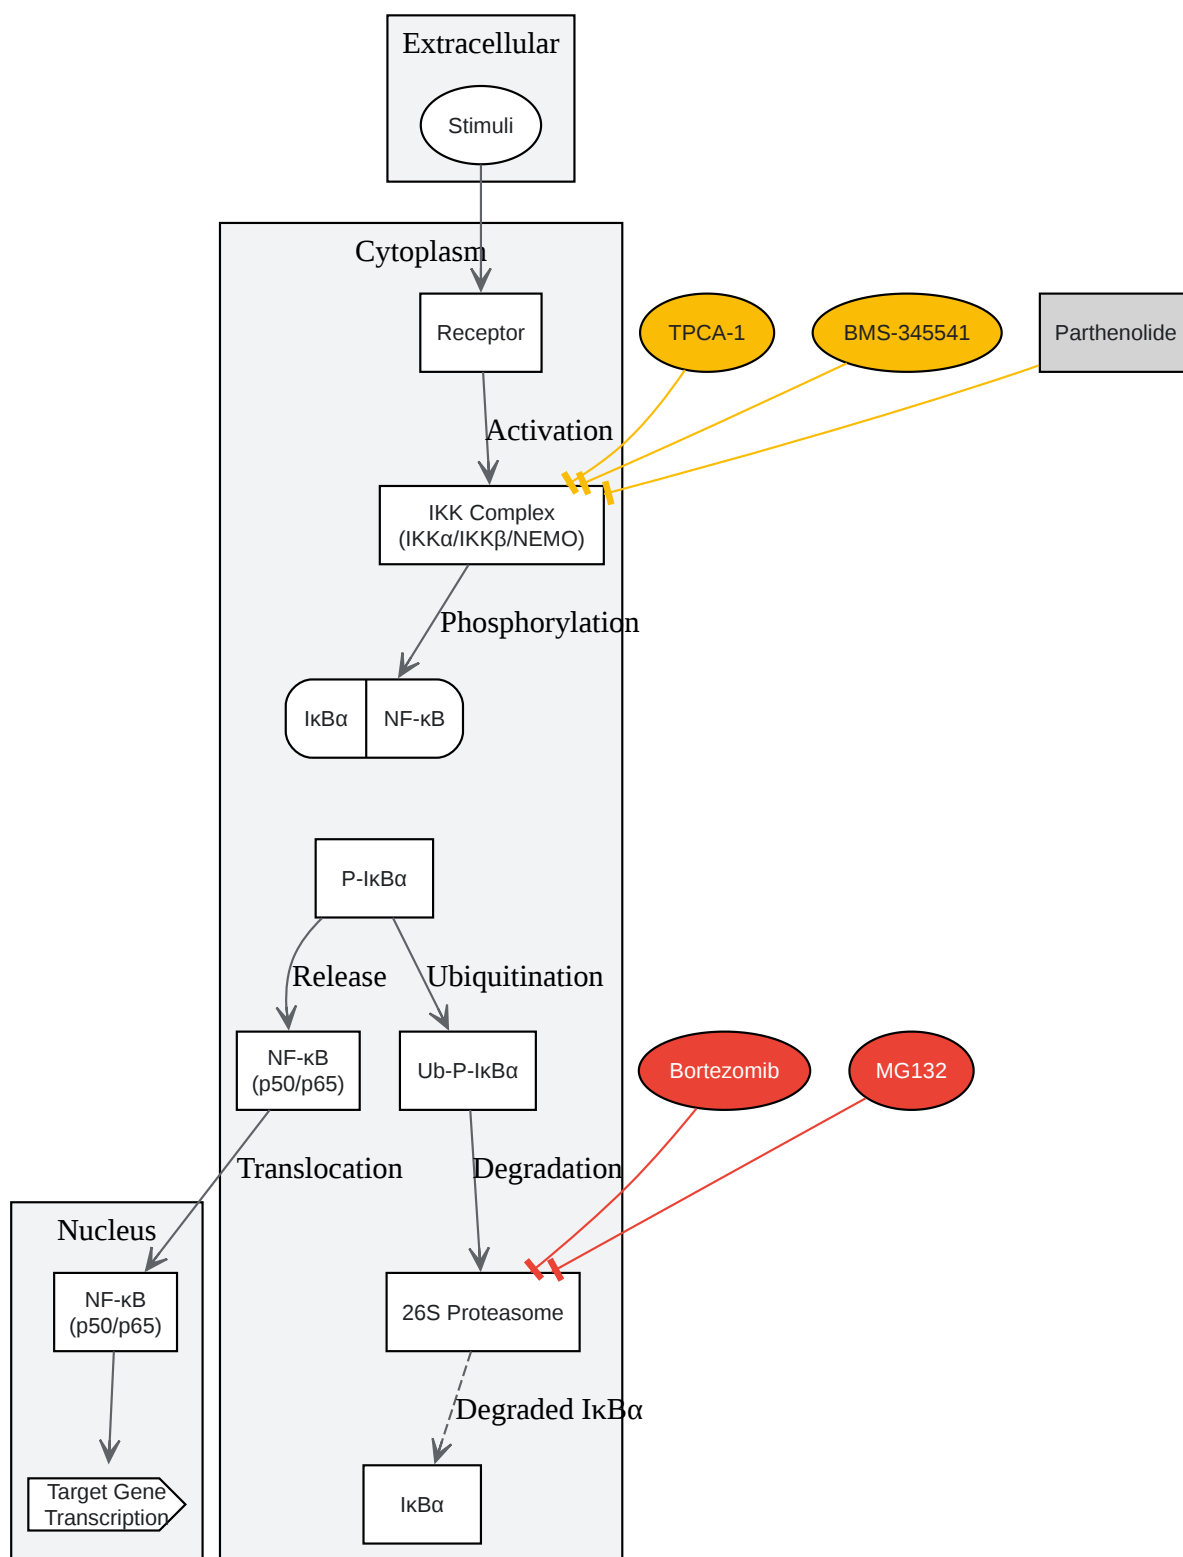 Extracellular
Stimuli
Cytoplasm
Receptor
TPCA-1
BMS-345541
Parthenolide
Activation
IKK Complex
(IKKα/IKKβ/NEMO)
Phosphorylation
IκBα
NF-κB
P-IκBα
Release
Ubiquitination
NF-κB
(p50/p65)
Ub-P-IκBα
Bortezomib
MG132
Translocation
Degradation
Nucleus
NF-κB
(p50/p65)
26S Proteasome
Degraded IκBα
Target Gene
Transcription
IκBα